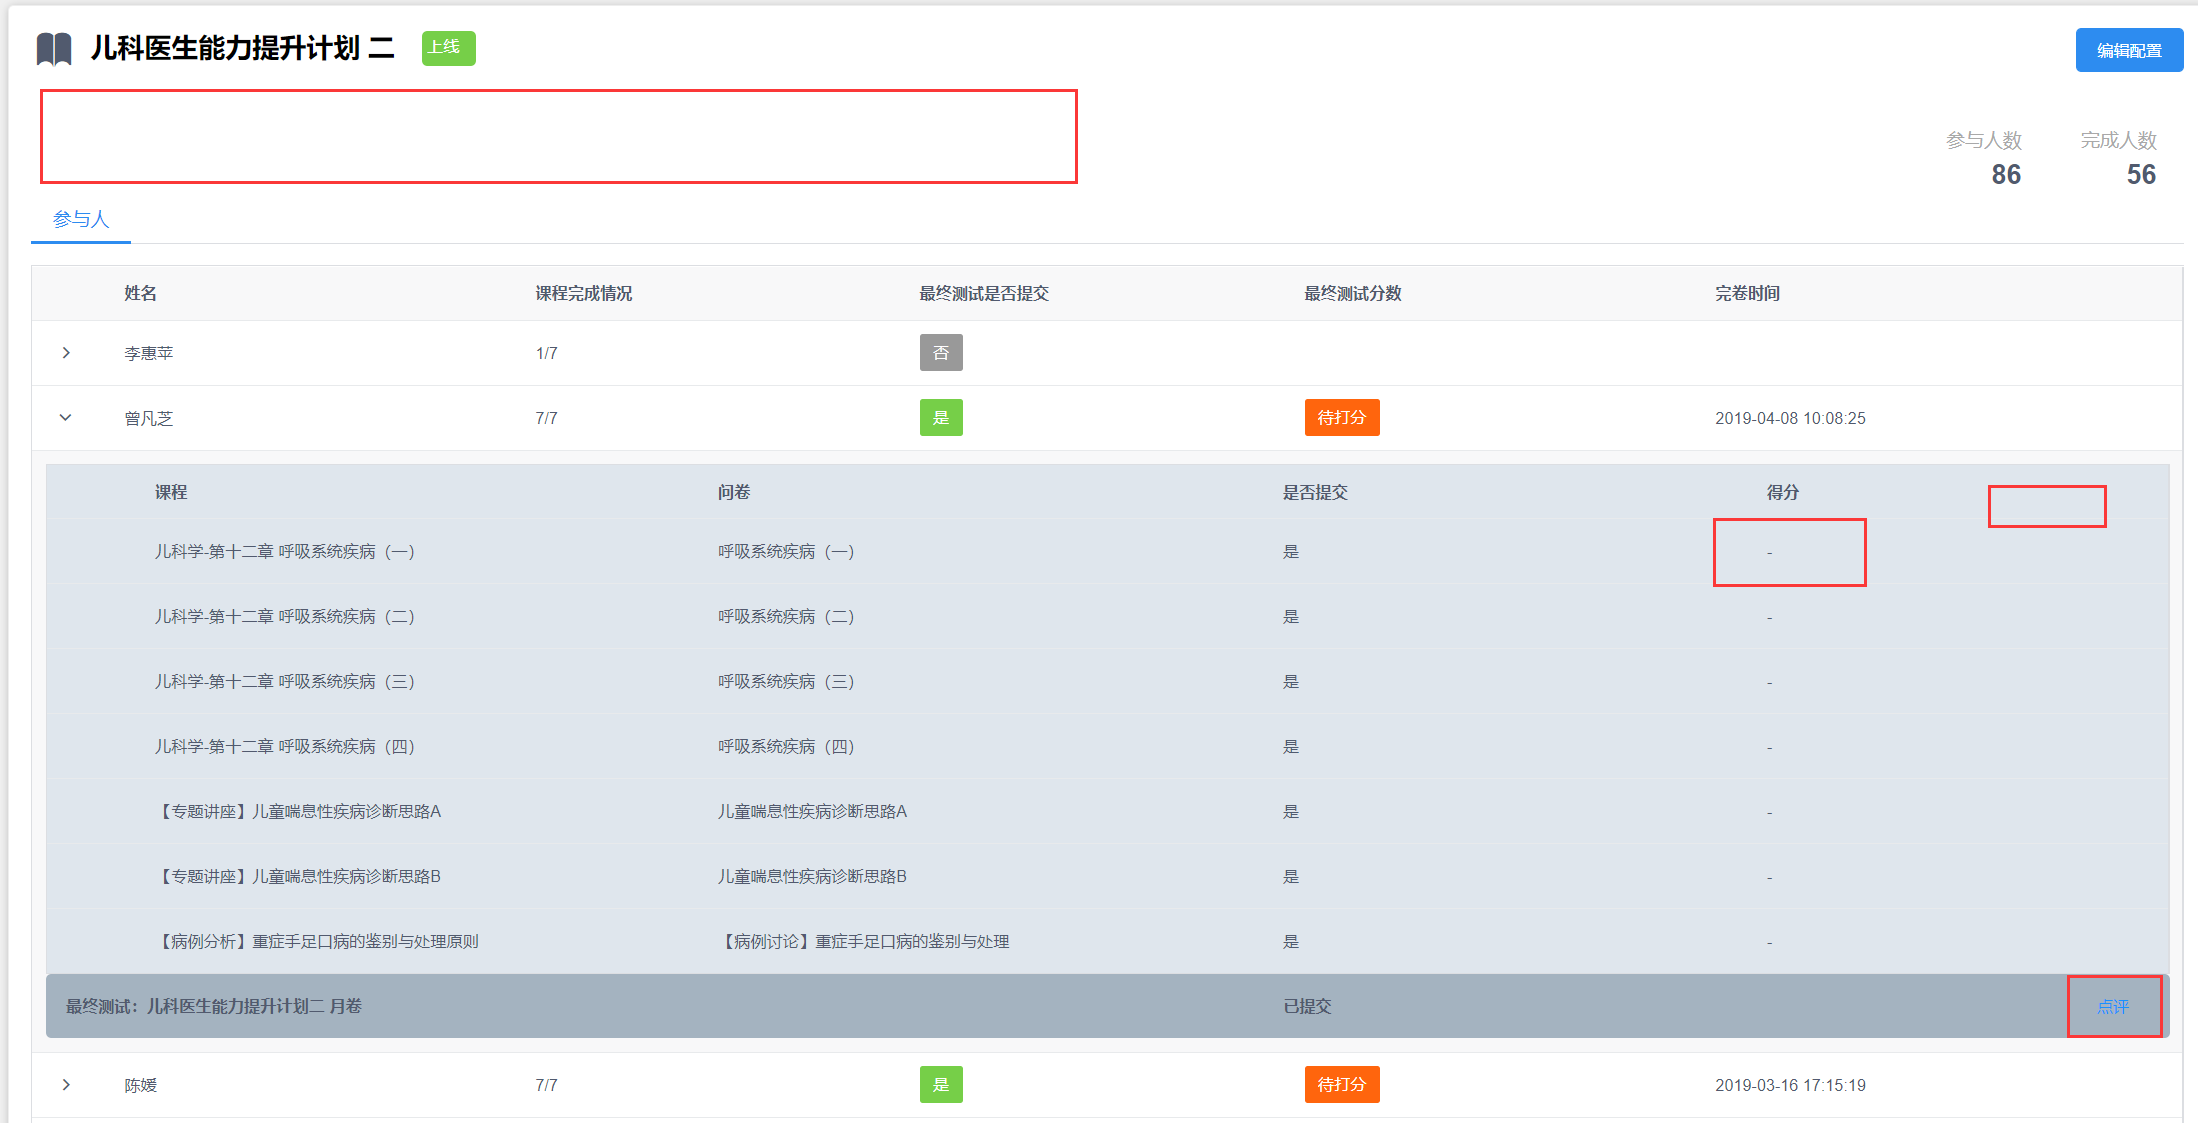 儿科医生能力提升计划 二 上线 编辑配置
参与人数 完成人数
86 56
参与人
姓名 课程完成情况 最终测试是否提交 最终测试分数 完卷时间
李惠苹 1/7 否
曾凡芝 7/7 是 待打分 2019-04-08 10:08:25
课程 问卷 是否提交 得分
儿科学-第十二章 呼吸系统疾病（一） 呼吸系统疾病（一） 是 -
儿科学-第十二章 呼吸系统疾病（二） 呼吸系统疾病（二） 是 -
儿科学-第十二章 呼吸系统疾病（三） 呼吸系统疾病（三） 是 -
儿科学-第十二章 呼吸系统疾病（四） 呼吸系统疾病（四） 是 -
【专题讲座】儿童喘息性疾病诊断思路A 儿童喘息性疾病诊断思路A 是 -
【专题讲座】儿童喘息性疾病诊断思路B 儿童喘息性疾病诊断思路B 是 -
【病例分析】重症手足口病的鉴别与处理原则 【病例讨论】重症手足口病的鉴别与处理 是 -
最终测试：儿科医生能力提升计划二 月卷 已提交 点评
陈媛 7/7 是 待打分 2019-03-16 17:15:19